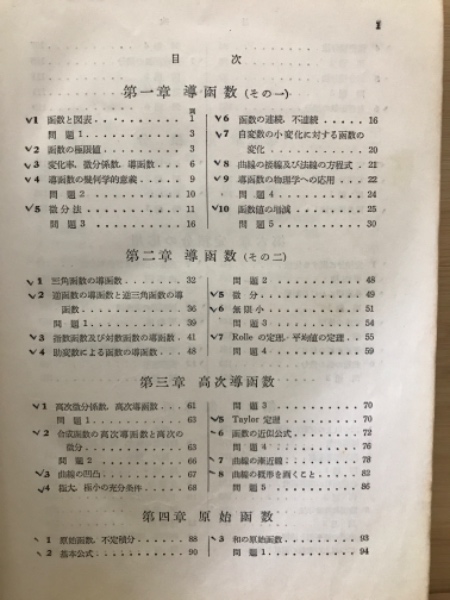 1
目 次
第一章 導函数 (その一)
頁
1 函数と図表 ..... 1
問題 1 ..... 3
2 函数の極限値 ..... 3
3 変化率, 微分係数, 導函数 ... 6
4 導函数の幾何学的意義 ..... 9
問題 2 ..... 10
5 微分法 ..... 11
問題 3 ..... 16
6 函数の連続, 不連続 ..... 16
7 自変数の小変化に対する函数の
変化 ..... 20
8 曲線の接線及び法線の方程式 . 21
9 導函数の物理学への応用 ... 22
問題 4 ..... 24
10 函数値の増減 ..... 25
問題 5 ..... 30
第二章 導函数 (その二)
1 三角函数の導函数 ..... 32
2 逆函数の導函数と逆三角函数の導
函数 ..... 36
問題 1 ..... 39
3 指数函数及び対数函数の導函数 . 41
4 助変数による函数の導函数 ... 48
問題 2 ..... 48
5 微分 ..... 49
6 無限小 ..... 51
問題 3 ..... 54
7 Rolle の定理・平均値の定理 .. 55
問題 4 ..... 59
第三章 高次導函数
1 高次微分係数, 高次導函数 ... 61
問題 1 ..... 63
2 合成函数の高次導函数と高次の
微分 ..... 63
問題 2 ..... 66
3 曲線の凹凸 ..... 67
4 極大, 極小の充分条件 ..... 68
問題 3 ..... 70
5 Taylor 定理 ..... 70
6 函数の近似公式 ..... 72
問題 4 ..... 76
7 曲線の漸近線 ..... 78
8 曲線の概形を画くこと ..... 82
問題 5 ..... 86
第四章 原始函数
1 原始函数, 不定積分 ..... 88
2 基本公式 ..... 90
3 和の原始函数 ..... 93
問題 1 ..... 94